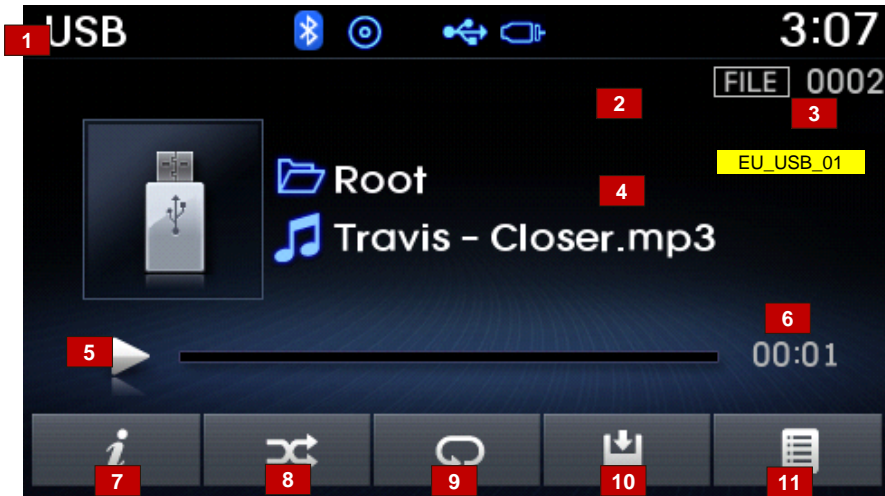 1 USB 3:07
FILE 0002
2 3
EU_USB_01
Root
4
Travis - Closer.mp3
6
5 00:01
7 8 9 10 11